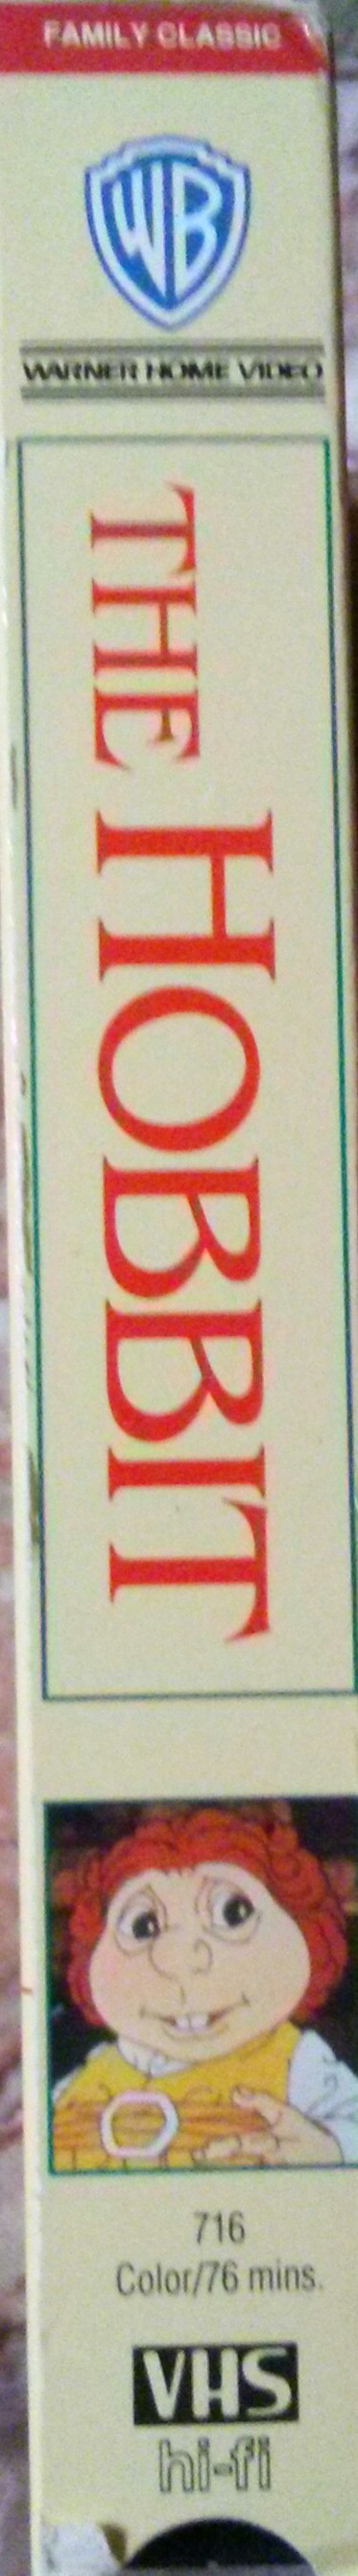 FAMILY CLASSIC
WB
WARNER HOME VIDEO
THE HOBBIT
716
Color/76 mins.
VHS
hi-fi